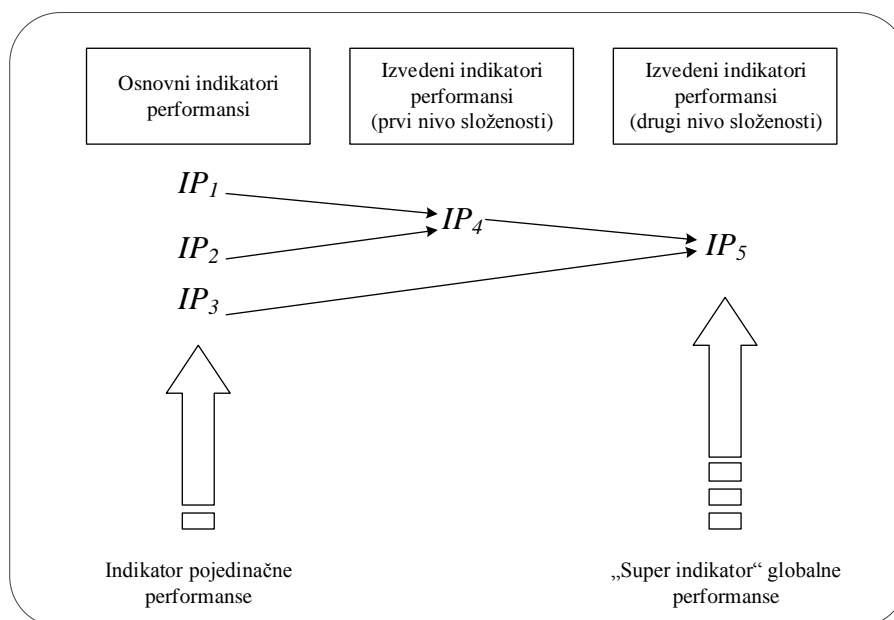 Osnovni indikatori
performansi
Izvedeni indikatori
performansi
(prvi nivo složenosti)
Izvedeni indikatori
performansi
(drugi nivo složenosti)
IP₁
IP₂
IP₃
IP₄
IP₅
Indikator pojedinačne
performanse
„Super indikator“ globalne
performanse